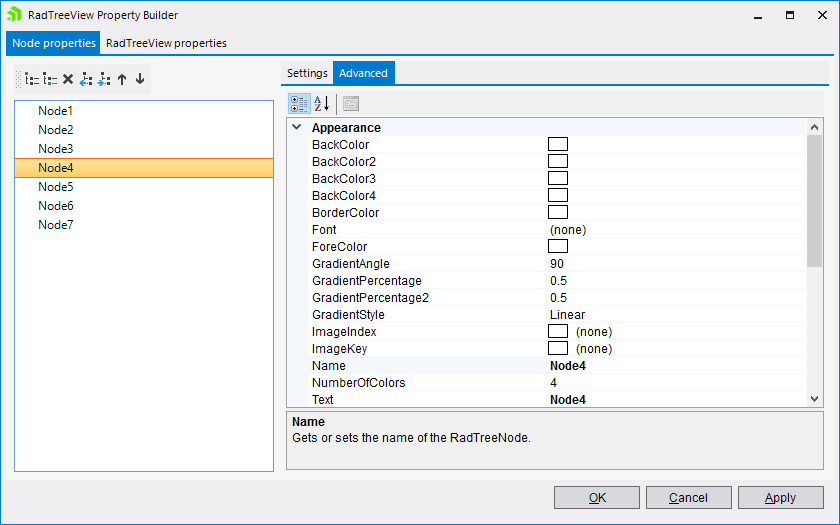 RadTreeView Property Builder
Node properties RadTreeView properties
Settings Advanced
Node1
Node2
Node3
Node4
Node5
Node6
Node7
Appearance
BackColor
BackColor2
BackColor3
BackColor4
BorderColor
Font (none)
ForeColor
GradientAngle 90
GradientPercentage 0.5
GradientPercentage2 0.5
GradientStyle Linear
ImageIndex (none)
ImageKey (none)
Name Node4
NumberOfColors 4
Text Node4
Name
Gets or sets the name of the RadTreeNode.
OK Cancel Apply